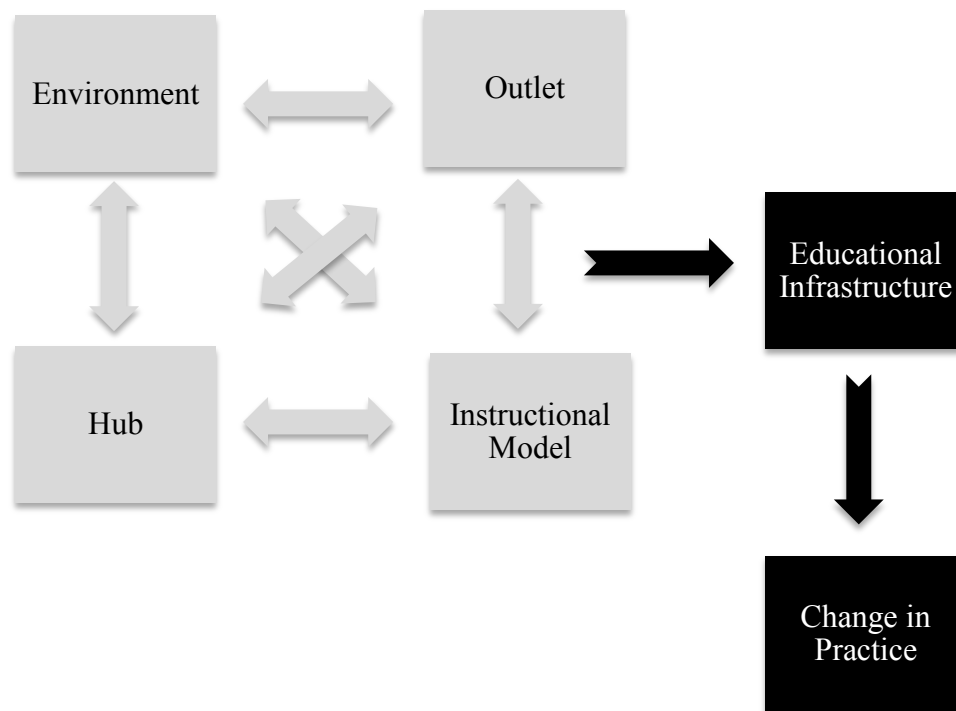 Environment
Outlet
Educational
Infrastructure
Hub
Instructional
Model
Change in
Practice